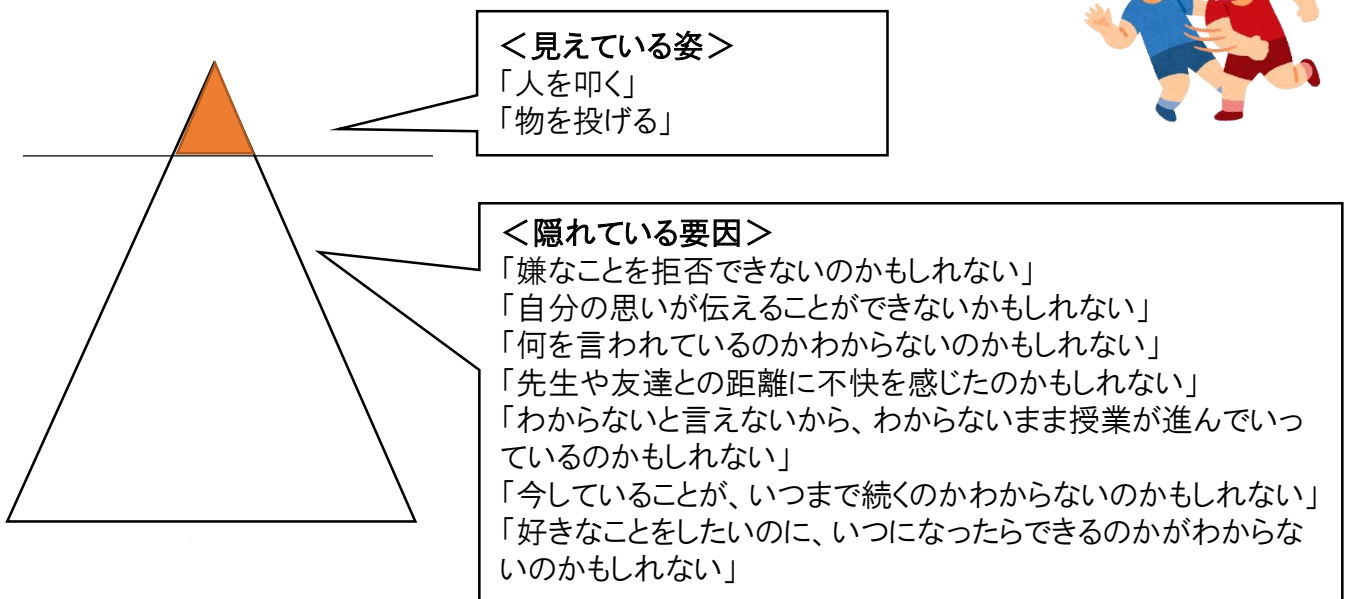 ＜見えている姿＞
「人を叩く」
「物を投げる」
＜隠れている要因＞
「嫌なことを拒否できないのかもしれない」
「自分の思いが伝えることができないかもしれない」
「何を言われているのかわからないのかもしれない」
「先生や友達との距離に不快を感じたのかもしれない」
「わからないと言えないから、わからないまま授業が進んでいっ
ているのかもしれない」
「今していることが、いつまで続くのかわからないのかもしれない」
「好きなことをしたいのに、いつになったらできるのかがわからな
いのかもしれない」